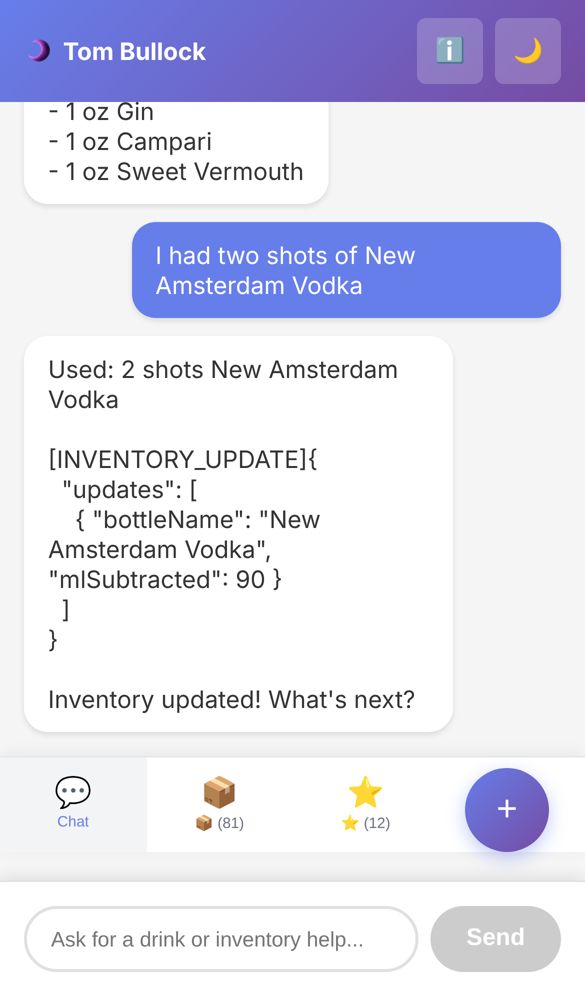 Tom Bullock
- 1 oz Gin
- 1 oz Campari
- 1 oz Sweet Vermouth
I had two shots of New
Amsterdam Vodka
Used: 2 shots New Amsterdam
Vodka
[INVENTORY_UPDATE]{
"updates": [
{ "bottleName": "New
Amsterdam Vodka",
"mlSubtracted": 90 }
]
}
Inventory updated! What's next?
Chat
(81)
(12)
+
Ask for a drink or inventory help...
Send